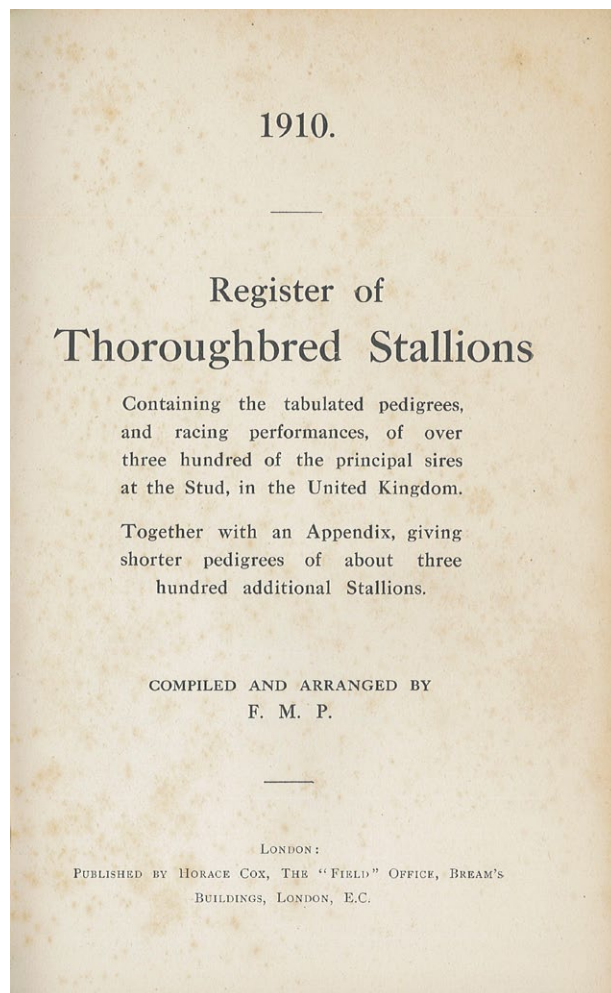 1910.
Register of
Thoroughbred Stallions
Containing the tabulated pedigrees,
and racing performances, of over
three hundred of the principal sires
at the Stud, in the United Kingdom.
Together with an Appendix, giving
shorter pedigrees of about three
hundred additional Stallions.
COMPILED AND ARRANGED BY
F. M. P.
LONDON:
PUBLISHED BY HORACE COX, THE "FIELD" OFFICE, BREAM'S
BUILDINGS, LONDON, E.C.